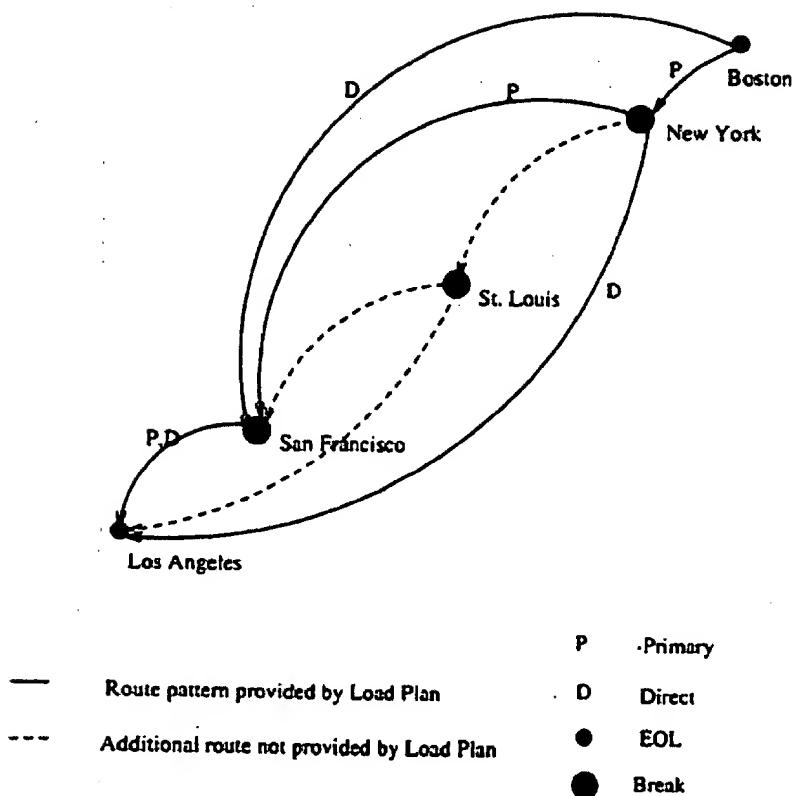 D
P
P
Boston
New York
St. Louis
D
P,D
San Francisco
Los Angeles
P Primary
Route pattern provided by Load Plan
D Direct
Additional route not provided by Load Plan
EOL
Break